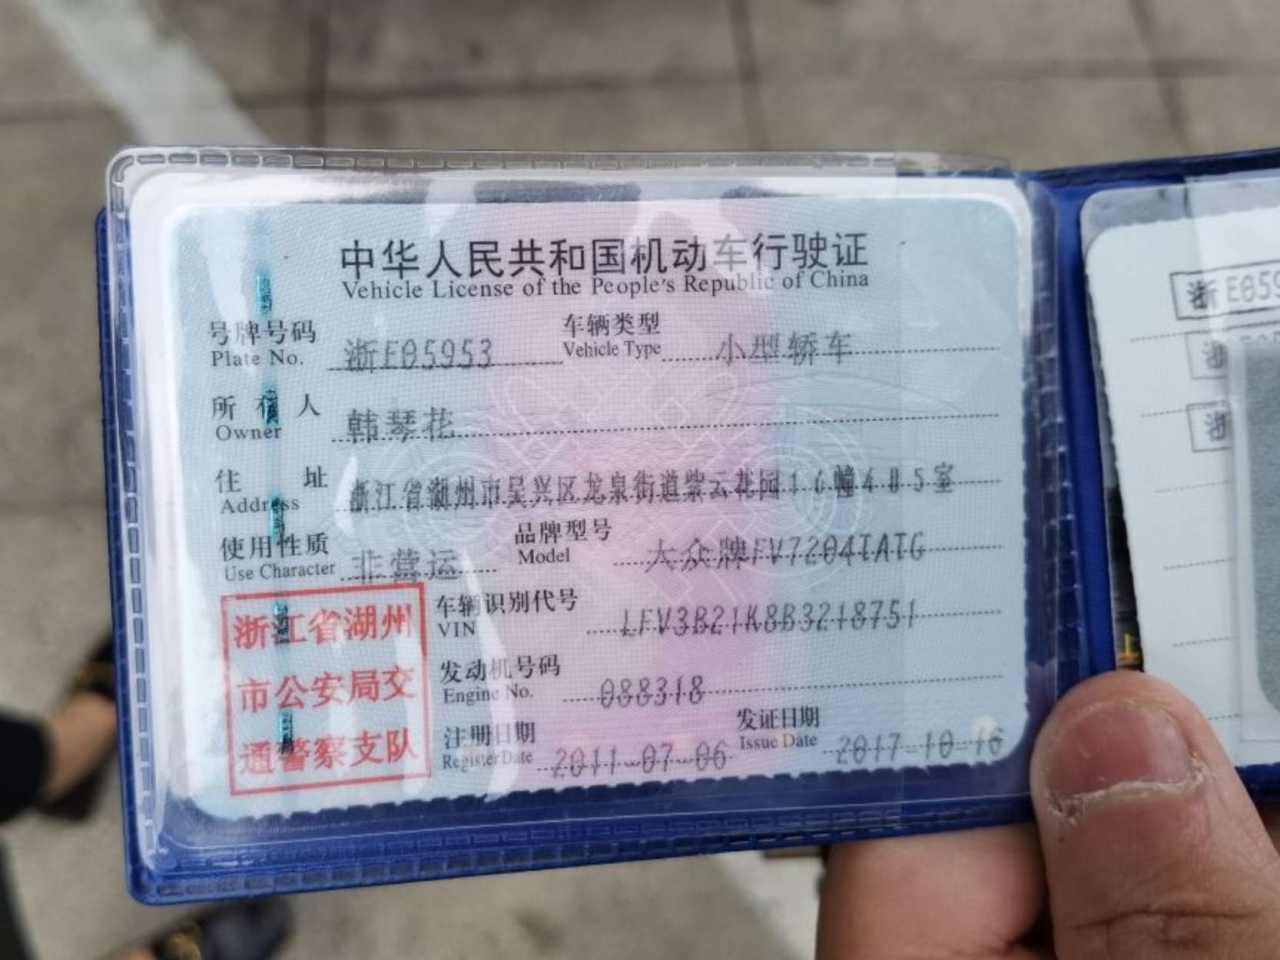 中华人民共和国机动车行驶证
Vehicle License of the People's Republic of China
号牌号码 浙E05953 车辆类型 小型轿车
Plate No. Vehicle Type
所有人 韩琴花
Owner
住址 浙江省湖州市吴兴区龙泉街道紫云花园16幢405室
Address
使用性质 非营运 品牌型号 大众牌FV7204TATG
Use Character Model
浙江省湖州
市公安局交
通警察支队
车辆识别代号 LFV3B21K8B3218751
VIN
发动机号码 088318
Engine No.
注册日期 2011-07-06 发证日期 2017-10-16
Register Date Issue Date
浙E059
浙
浙